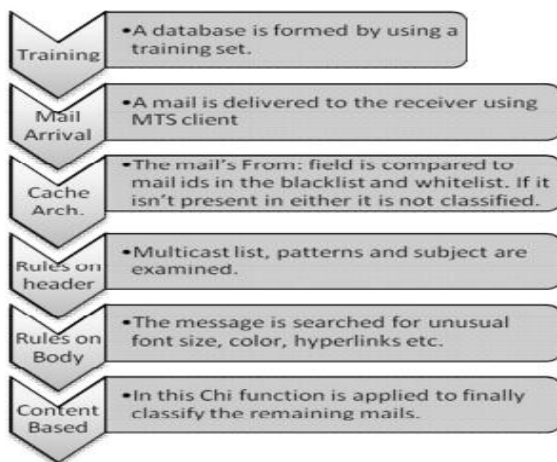 Training
•A database is formed by using a
training set.
Mail
Arrival
•A mail is delivered to the receiver using
MTS client
Cache
Arch.
•The mail's From: field is compared to
mail ids in the blacklist and whitelist. If it
isn't present in either it is not classified.
Rules on
header
•Multicast list, patterns and subject are
examined.
Rules on
Body
•The message is searched for unusual
font size, color, hyperlinks etc.
Content
Based
•In this Chi function is applied to finally
classify the remaining mails.